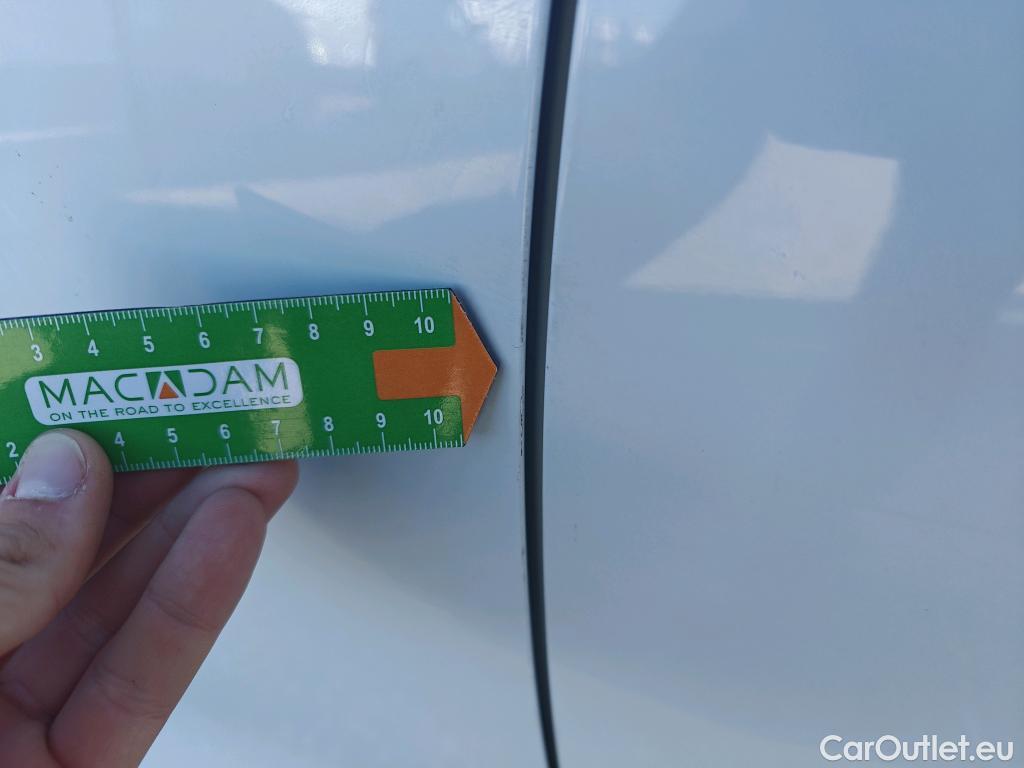 3 4 5 6 7 8 9 10
MACADAM
ON THE ROAD TO EXCELLENCE
2 4 5 6 7 8 9 10
CarOutlet.eu